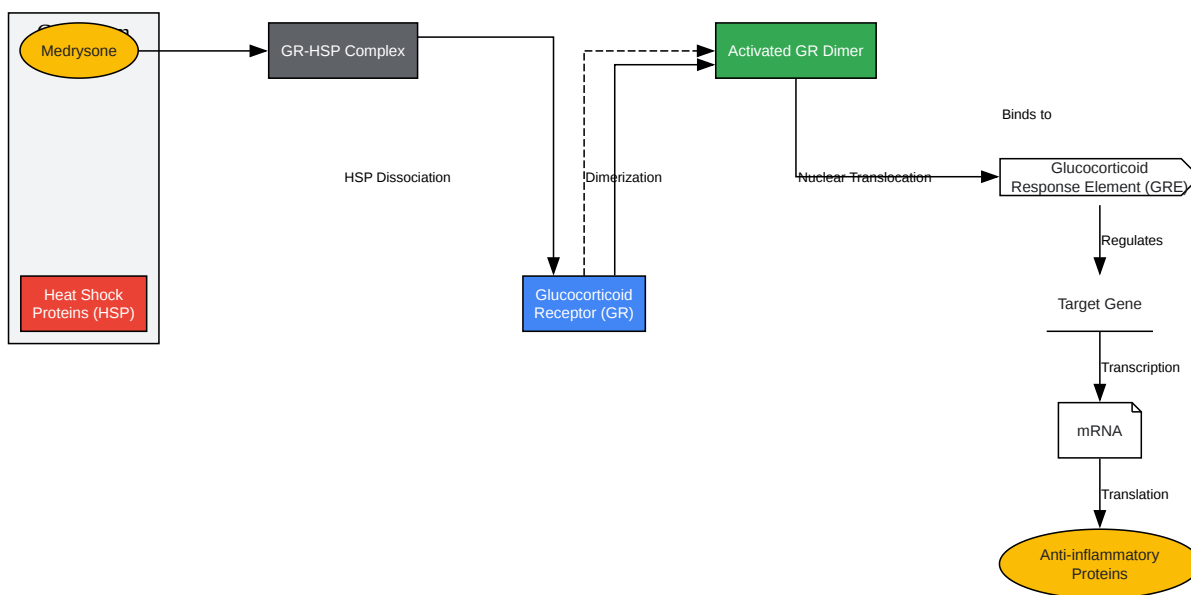 Medrysone
GR-HSP Complex
Activated GR Dimer
Binds to
HSP Dissociation
Dimerization
Nuclear Translocation
Glucocorticoid
Response Element (GRE)
Regulates
Heat Shock
Proteins (HSP)
Glucocorticoid
Receptor (GR)
Target Gene
Transcription
mRNA
Translation
Anti-inflammatory
Proteins